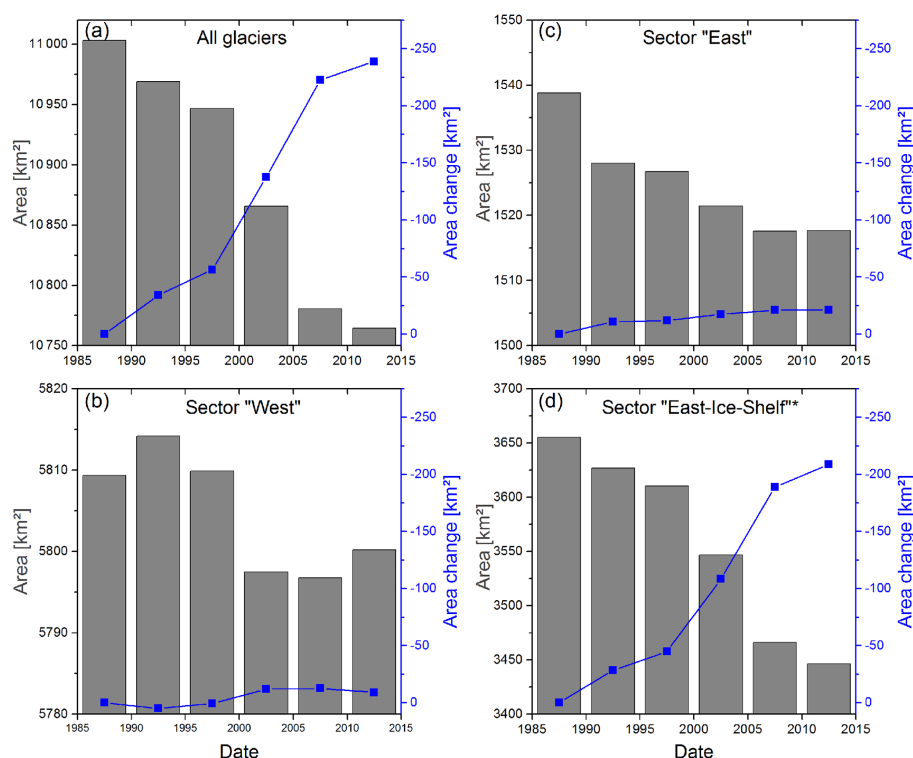 (a)
All glaciers
Area [km²]
11 000
10 950
10 900
10 850
10 800
10 750
1985 1990 1995 2000 2005 2010 2015
-250
-200
-150
-100
-50
0
Area change [km²]
(c)
Sector "East"
Area [km²]
1550
1540
1530
1520
1510
1500
1985 1990 1995 2000 2005 2010 2015
-250
-200
-150
-100
-50
0
Area change [km²]
(b)
Sector "West"
Area [km²]
5820
5810
5800
5790
5780
1985 1990 1995 2000 2005 2010 2015
Date
-250
-200
-150
-100
-50
0
Area change [km²]
(d)
Sector "East-Ice-Shelf"*
Area [km²]
3700
3650
3600
3550
3500
3450
3400
1985 1990 1995 2000 2005 2010 2015
Date
-250
-200
-150
-100
-50
0
Area change [km²]